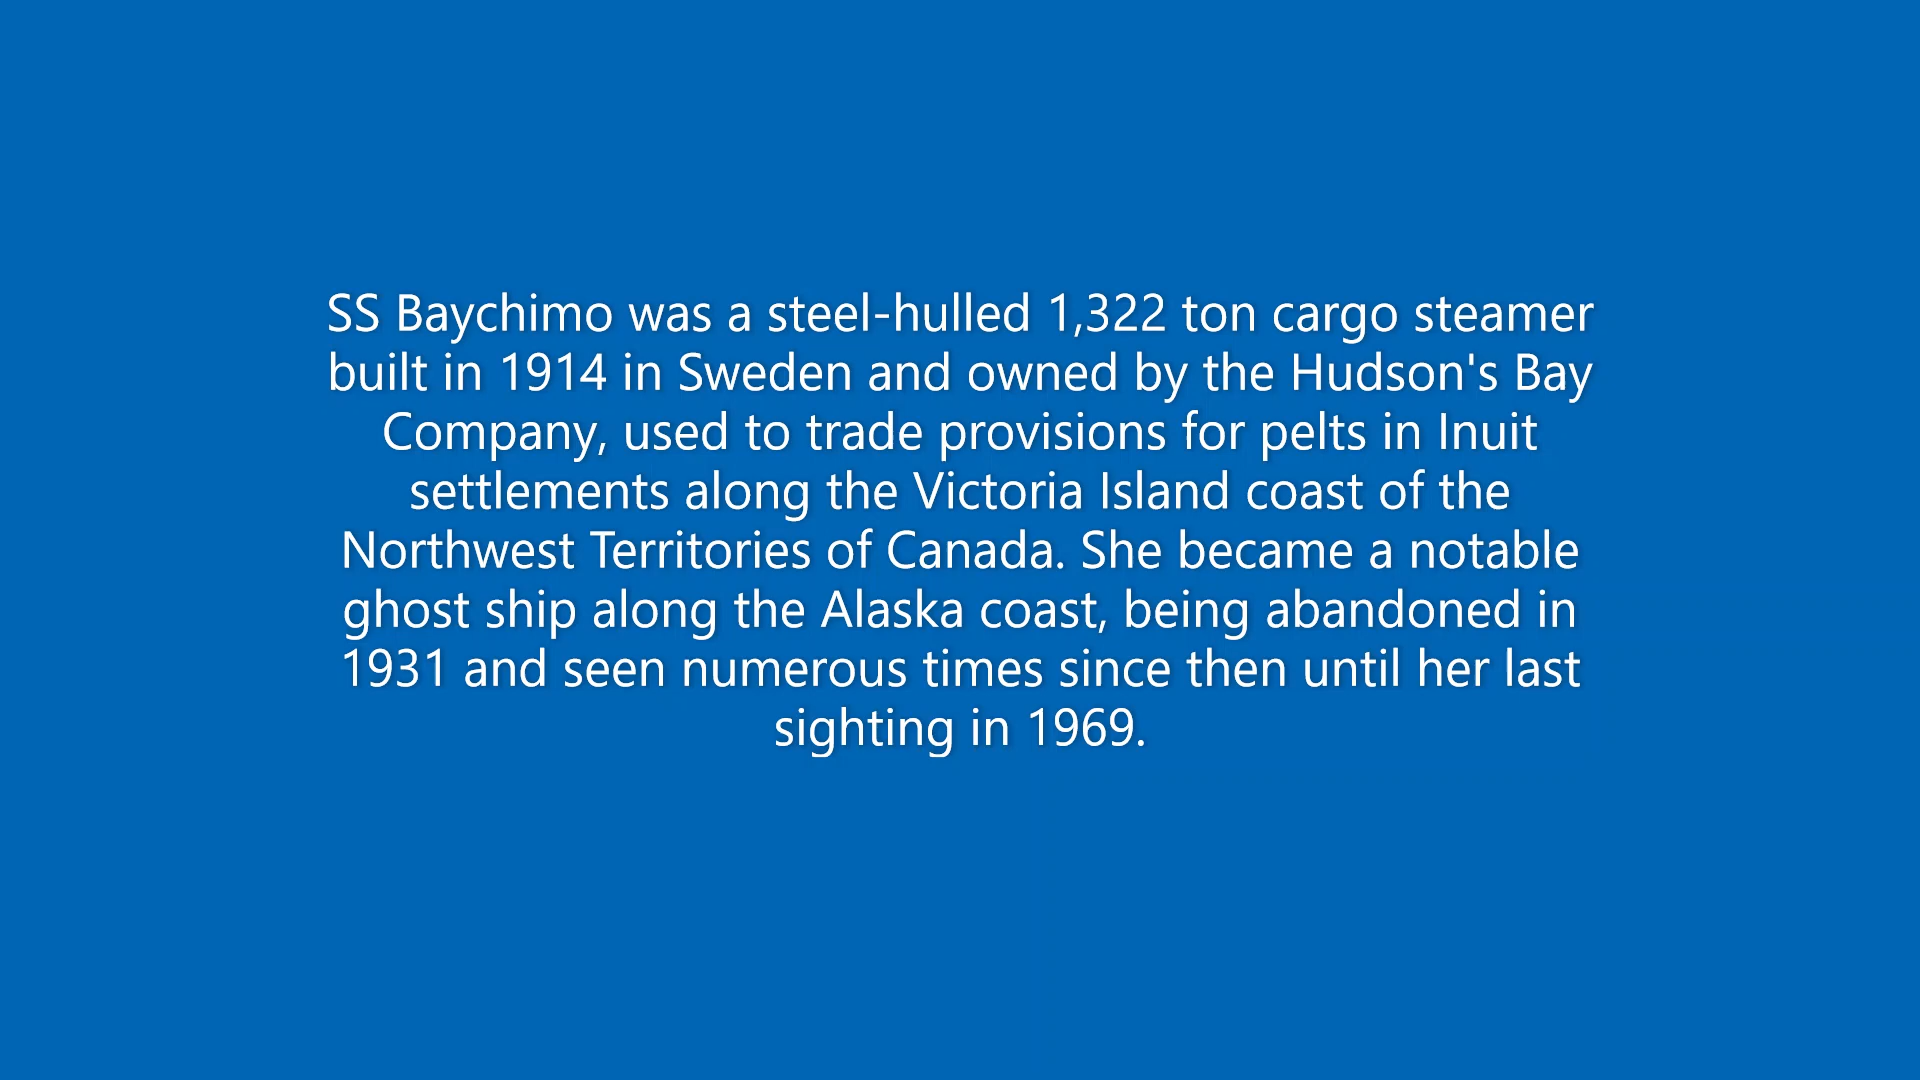 SS Baychimo was a steel-hulled 1,322 ton cargo steamer
built in 1914 in Sweden and owned by the Hudson's Bay
Company, used to trade provisions for pelts in Inuit
settlements along the Victoria Island coast of the
Northwest Territories of Canada. She became a notable
ghost ship along the Alaska coast, being abandoned in
1931 and seen numerous times since then until her last
sighting in 1969.